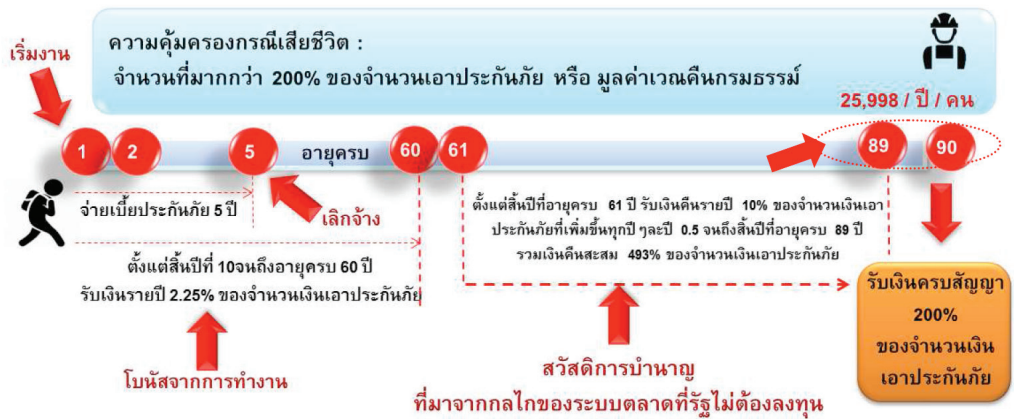 ความคุ้มครองกรณีเสียชีวิต :
จำนวนที่มากกว่า 200% ของจำนวนเอาประกันภัย หรือ มูลค่าเวณคืนกรมธรรม์
เริ่มงาน
25,998 / ปี / คน
1 2 5 อายุครบ 60 61 89 90
จ่ายเบี้ยประกันภัย 5 ปี
เลิกจ้าง
ตั้งแต่สิ้นปีที่ 10จนถึงอายุครบ 60 ปี
รับเงินรายปี 2.25% ของจำนวนเงินเอาประกันภัย
โบนัสจากการทำงาน
ตั้งแต่สิ้นปีที่อายุครบ 61 ปี รับเงินคืนรายปี 10% ของจำนวนเงินเอา
ประกันภัยที่เพิ่มขึ้นทุกปี ๆละปี 0.5 จนถึงสิ้นปีที่อายุครบ 89 ปี
รวมเงินคืนสะสม 493% ของจำนวนเงินเอาประกันภัย
สวัสดิการบำนาญ
ที่มาจากกลไกของระบบตลาดที่รัฐไม่ต้องลงทุน
รับเงินครบสัญญา
200%
ของจำนวนเงิน
เอาประกันภัย